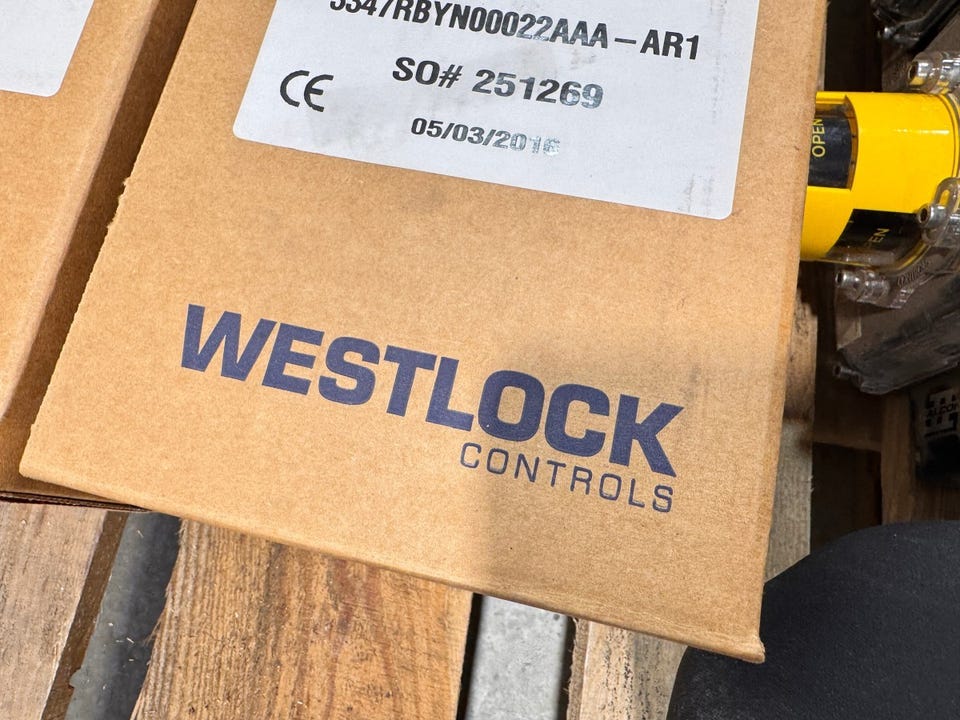 3347RBYN00022AAA-AR1
SO# 251269
CE
05/03/2016
WESTLOCK
CONTROLS
OPEN